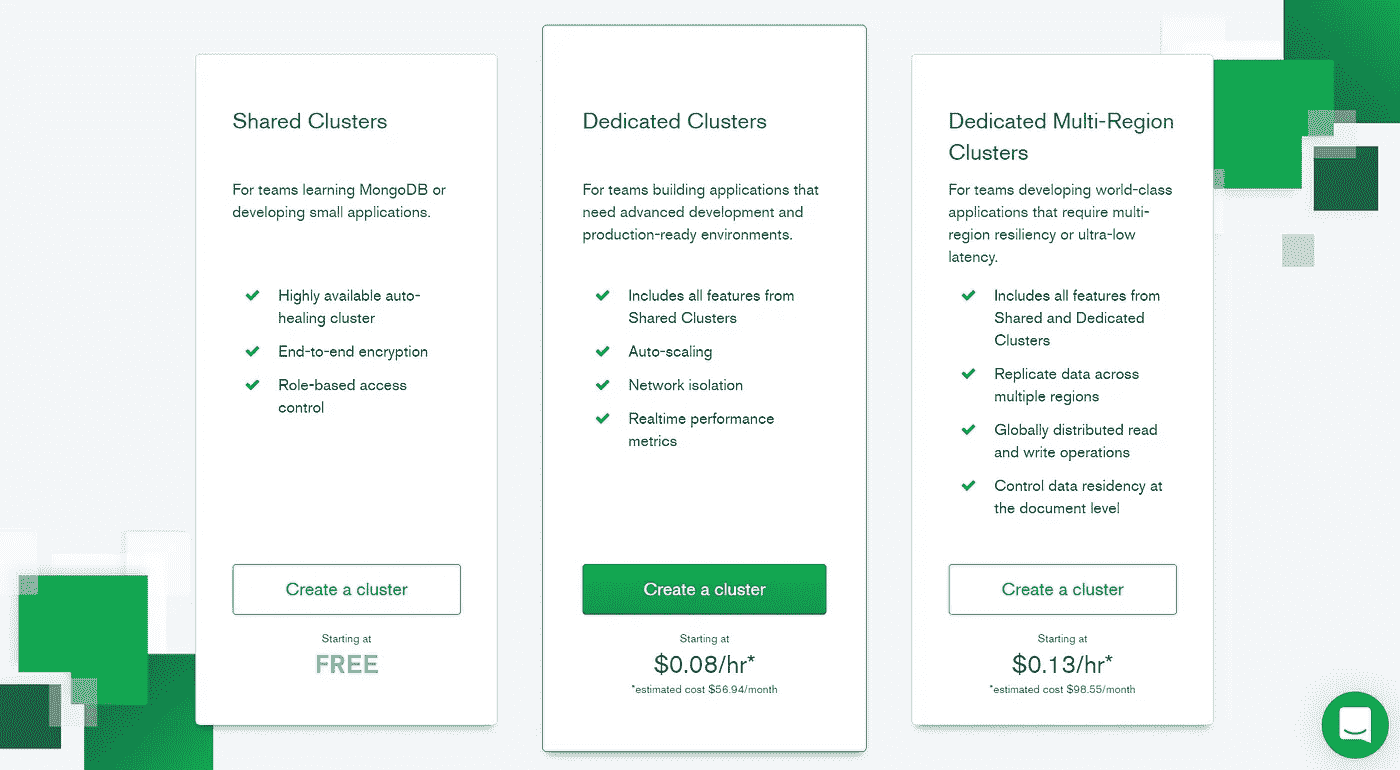 Shared Clusters
For teams learning MongoDB or
developing small applications.
Highly available auto-
healing cluster
End-to-end encryption
Role-based access
control
Create a cluster
Starting at
FREE
Dedicated Clusters
For teams building applications that
need advanced development and
production-ready environments.
Includes all features from
Shared Clusters
Auto-scaling
Network isolation
Realtime performance
metrics
Create a cluster
Starting at
$0.08/hr*
*estimated cost $56.94/month
Dedicated Multi-Region
Clusters
For teams developing world-class
applications that require multi-
region resiliency or ultra-low
latency.
Includes all features from
Shared and Dedicated
Clusters
Replicate data across
multiple regions
Globally distributed read
and write operations
Control data residency at
the document level
Create a cluster
Starting at
$0.13/hr*
*estimated cost $98.55/month